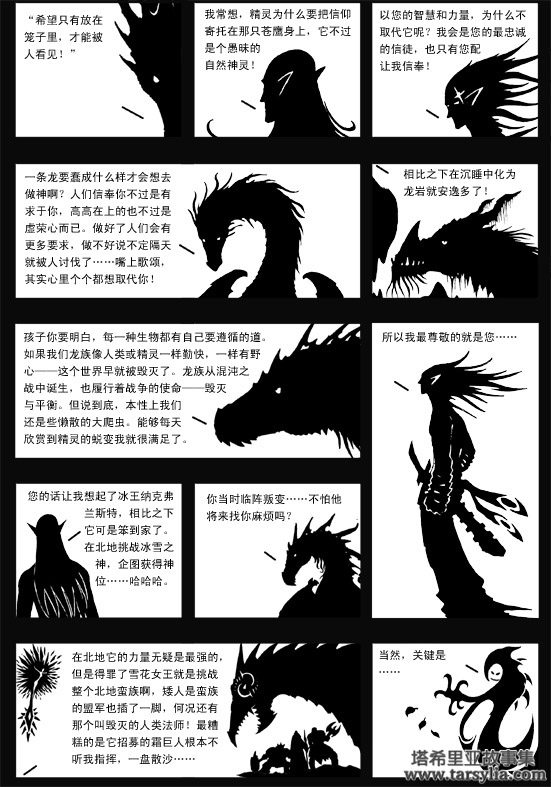 “希望只有放在
笼子里，才能被
人看见！”
我常想，精灵为什么要把信仰
寄托在那只苍鹰身上，它不过
是个愚昧的
自然神灵！
以您的智慧和力量，为什么不
取代它呢？我会是您的最忠诚
的信徒，也只有您配
让我信奉！
一条龙要蠢成什么样才会想去
做神啊？人们信奉你不过是有
求于你，高高在上的也不过是
虚荣心而已。做好了人们会有
更多要求，做不好说不定隔天
就被人讨伐了……嘴上歌颂，
其实心里个个都想取代你！
相比之下在沉睡中化为
龙岩就安逸多了！
孩子你要明白，每一种生物都有自己要遵循的道。
如果我们龙族像人类或精灵一样勤快，一样有野
心——这个世界早就被毁灭了。龙族从混沌之
战中诞生，也履行着战争的使命——毁灭
与平衡。但说到底，本性上我们
还是些懒散的大爬虫。能够每天
欣赏到精灵的蜕变我就很满足了。
所以我最尊敬的就是您……
您的话让我想起了冰王纳克弗
兰斯特，相比之下
它可是笨到家了。
在北地挑战冰雪之
神，企图获得神
位……哈哈哈。
你当时临阵叛变……不怕他
将来找你麻烦吗？
在北地它的力量无疑是最强的，
但是得罪了雪花女王就是挑战
整个北地蛮族啊，矮人是蛮族
的盟军也插了一脚，何况还有
那个叫毁灭的人类法师！最糟
糕的是它招募的霜巨人根本不
听我指挥，一盘散沙……
当然，关键是
……
塔希里亚故事集
www.tarsylia.com